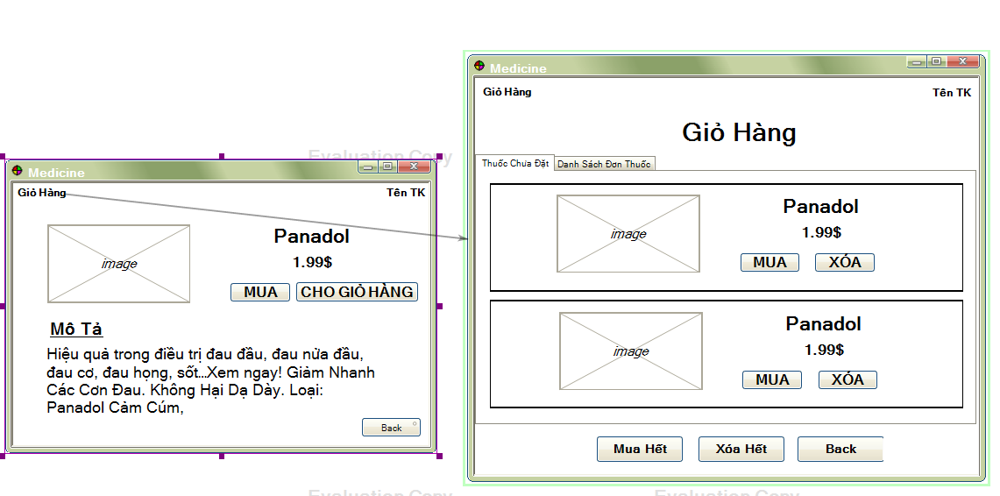 Evaluation Copy
Medicine
Giỏ Hàng
Tên TK
image
Panadol
1.99$
MUA
CHO GIỎ HÀNG
Mô Tả
Hiệu quả trong điều trị đau đầu, đau nửa đầu,
đau cơ, đau họng, sốt...Xem ngay! Giảm Nhanh
Các Cơn Đau. Không Hại Dạ Dày. Loại:
Panadol Cảm Cúm,
Back
Medicine
Giỏ Hàng
Tên TK
Giỏ Hàng
Thuốc Chưa Đặt
Danh Sách Đơn Thuốc
image
Panadol
1.99$
MUA
XÓA
image
Panadol
1.99$
MUA
XÓA
Mua Hết
Xóa Hết
Back
Evaluation Copy
Evaluation Copy